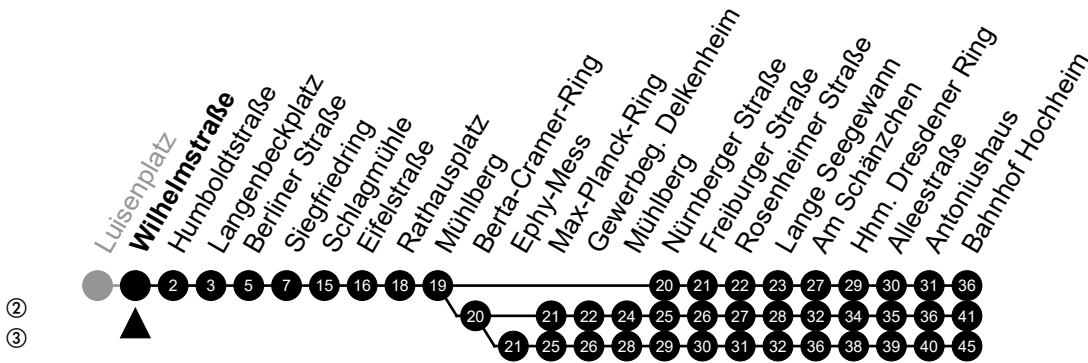 Luisenplatz
Wilhelmstraße
Humboldtstraße
Langenbeckplatz
Berliner Straße
Siegfriedring
Schlagmühle
Eifelstraße
Rathausplatz
Mühlberg
Berta-Cramer-Ring
Ephy-Mess
Max-Planck-Ring
Gewerbeg. Delkenheim
Mühlberg
Nürnberger Straße
Freiburger Straße
Rosenheimer Straße
Lange Seegewann
Am Schänzchen
Hhm. Dresdener Ring
Alleestraße
Antoniushaus
Bahnhof Hochheim
2 3 5 7 15 16 18 19 20 21 22 23 27 29 30 31 36
② 20 21 22 24 25 26 27 28 32 34 35 36 41
③ 21 25 26 28 29 30 31 32 36 38 39 40 45